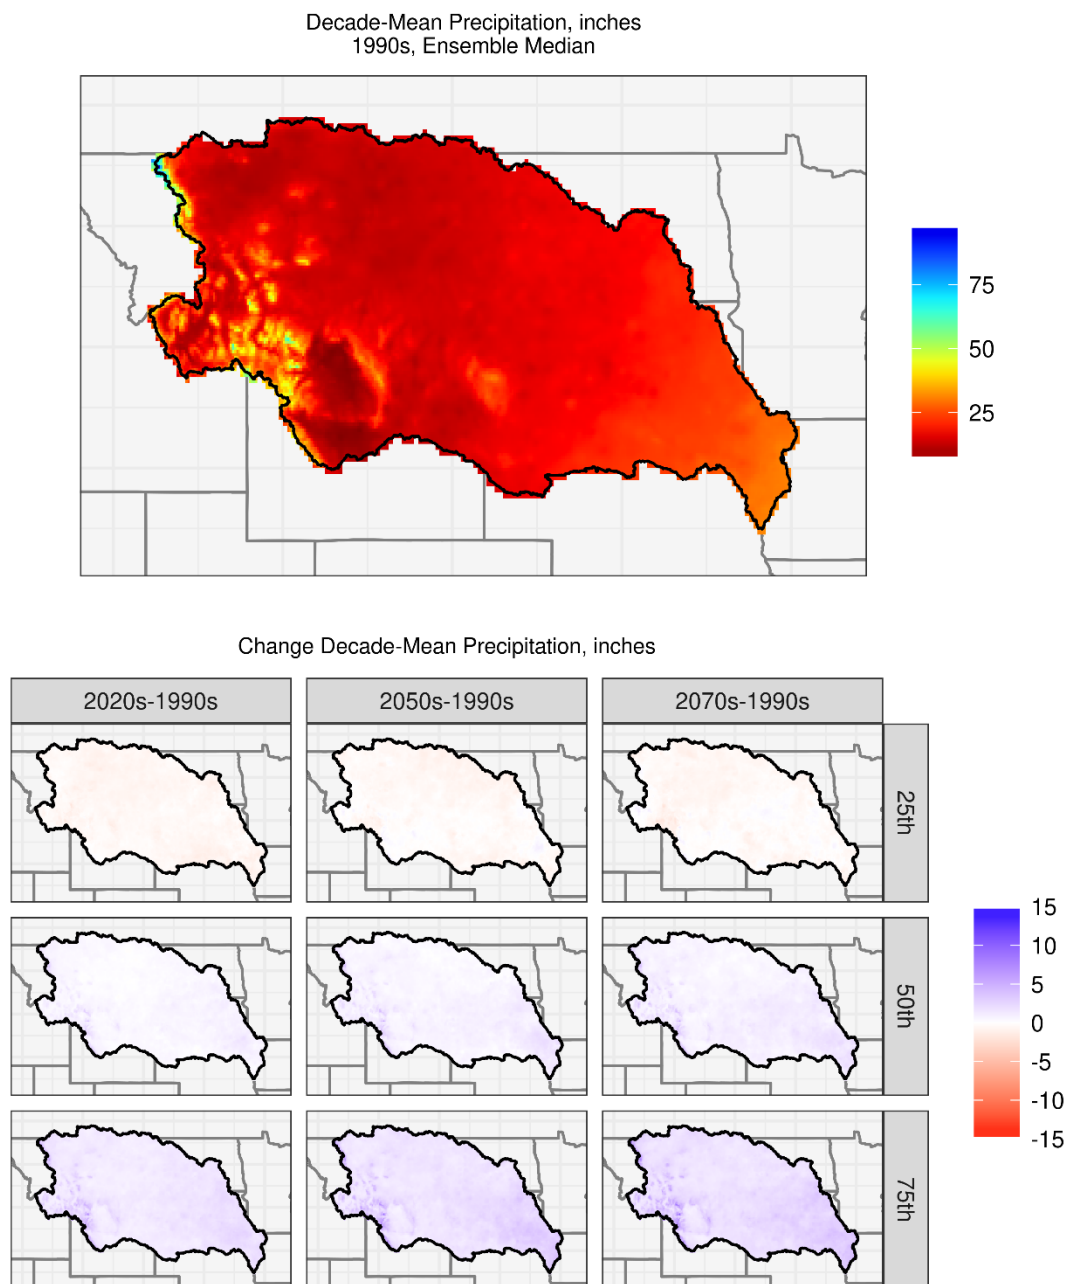 Decade-Mean Precipitation, inches
1990s, Ensemble Median
75
50
25
Change Decade-Mean Precipitation, inches
2020s-1990s
2050s-1990s
2070s-1990s
25th
50th
75th
15
10
5
0
-5
-10
-15